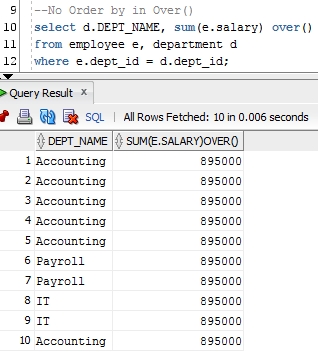 9 --No Order by in Over()
10 select d.DEPT_NAME, sum(e.salary) over()
11 from employee e, department d
12 where e.dept_id = d.dept_id;
Query Result x
SQL | All Rows Fetched: 10 in 0.006 seconds
DEPT_NAME SUM(E.SALARY)OVER()
1 Accounting 895000
2 Accounting 895000
3 Accounting 895000
4 Accounting 895000
5 Accounting 895000
6 Payroll 895000
7 Payroll 895000
8 IT 895000
9 IT 895000
10 Accounting 895000